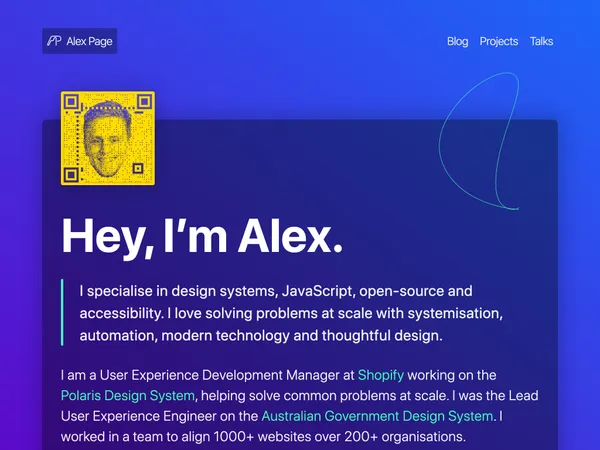 Alex Page
Blog Projects Talks
Hey, I’m Alex.
I specialise in design systems, JavaScript, open-source and
accessibility. I love solving problems at scale with systemisation,
automation, modern technology and thoughtful design.
I am a User Experience Development Manager at Shopify working on the
Polaris Design System, helping solve common problems at scale. I was the Lead
User Experience Engineer on the Australian Government Design System. I
worked in a team to align 1000+ websites over 200+ organisations.